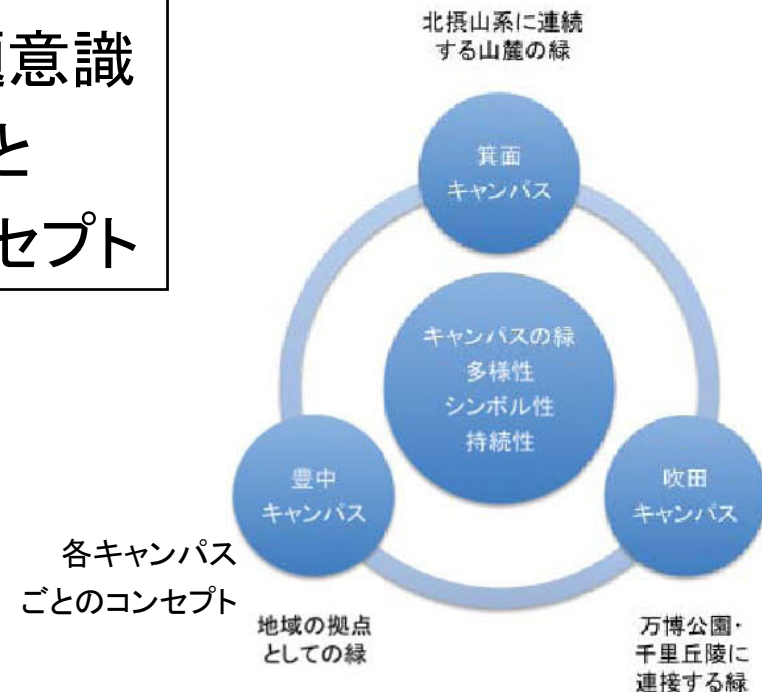 意識
と
セプト
北摂山系に連続
する山麓の緑
箕面
キャンパス
キャンパスの緑
多様性
シンボル性
持続性
豊中
キャンパス
吹田
キャンパス
各キャンパス
ごとのコンセプト
地域の拠点
としての緑
万博公園・
千里丘陵に
連接する緑